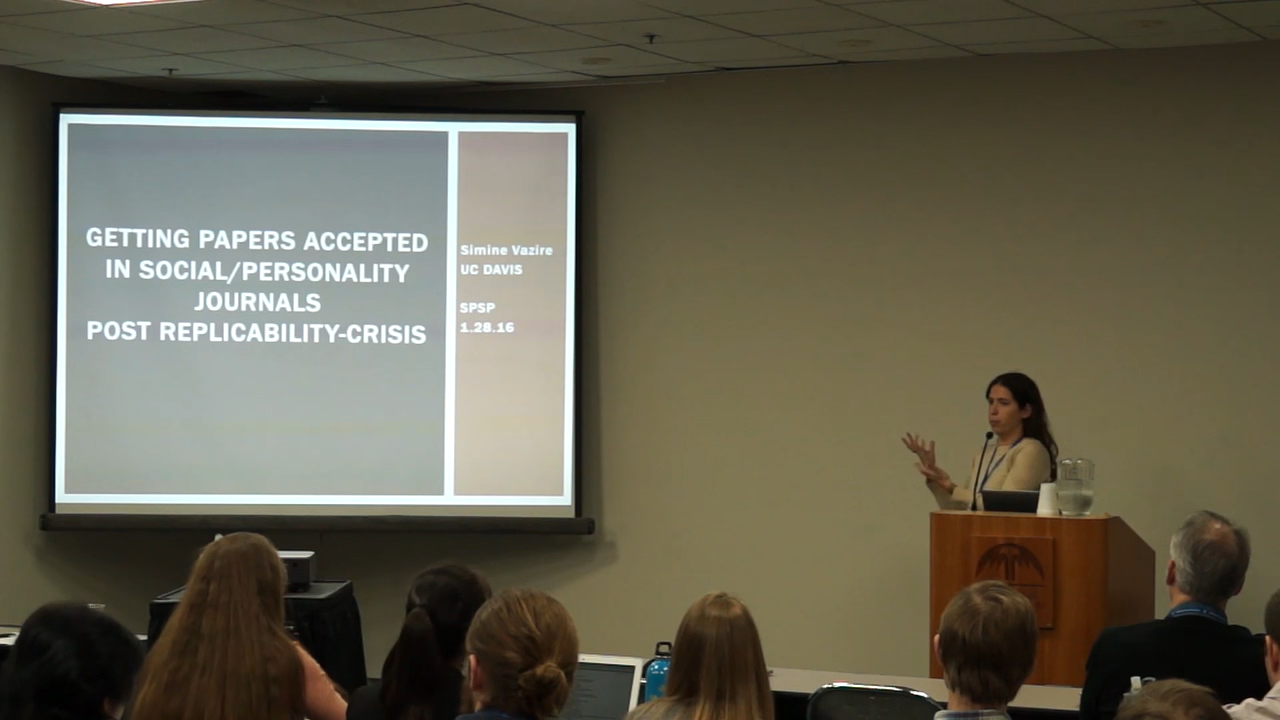 GETTING PAPERS ACCEPTED
IN SOCIAL/PERSONALITY
JOURNALS
POST REPLICABILITY-CRISIS
Simine Vazire
UC DAVIS
SPSP
1.28.16